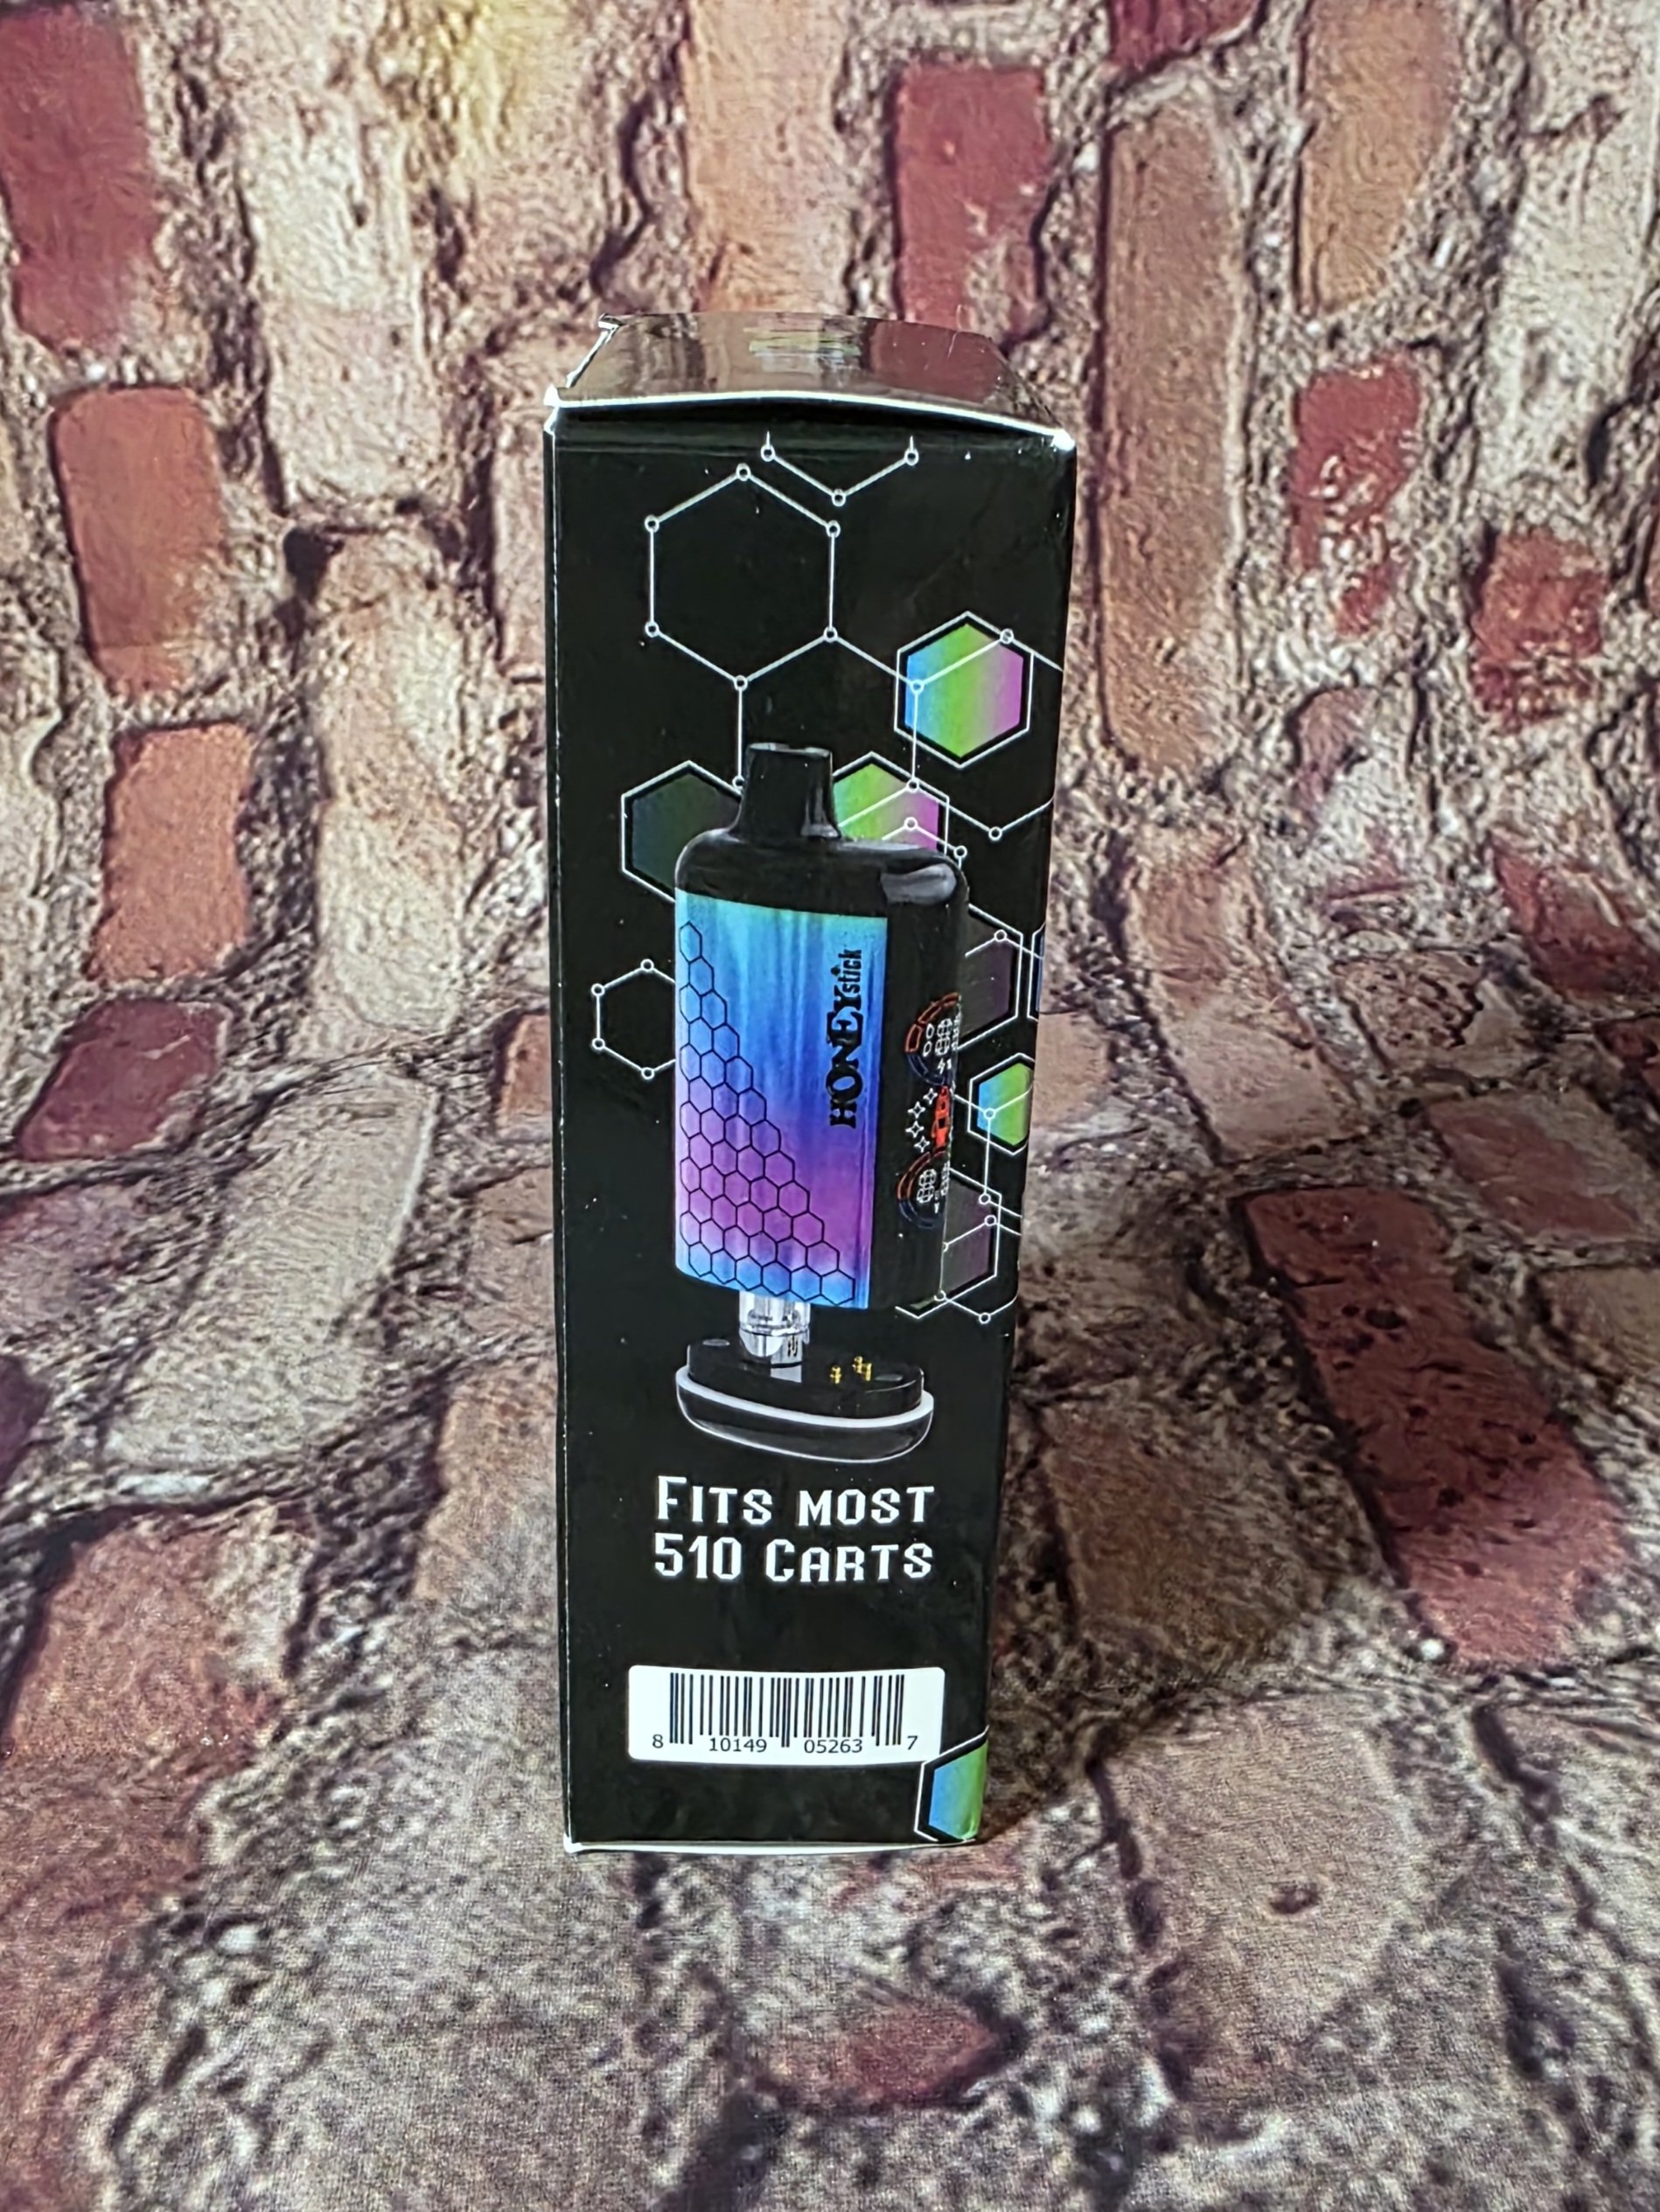 HONEYstick
FITS MOST
510 CARTS
8 10149 05263 7